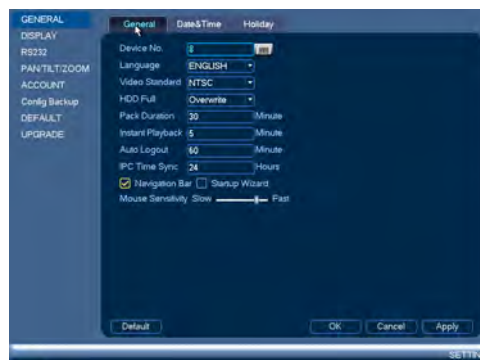 GENERAL
DISPLAY
RS232
PAN/TILT/ZOOM
ACCOUNT
Config Backup
DEFAULT
UPGRADE
General Date&Time Holiday
Device No. 8
Language ENGLISH
Video Standard NTSC
HDD Full Overwrite
Pack Duration 30 Minute
Instant Playback 5 Minute
Auto Logout 60 Minute
IPC Time Sync 24 Hours
Navigation Bar Startup Wizard
Mouse Sensitivity Slow Fast
Default OK Cancel Apply
SETTIN